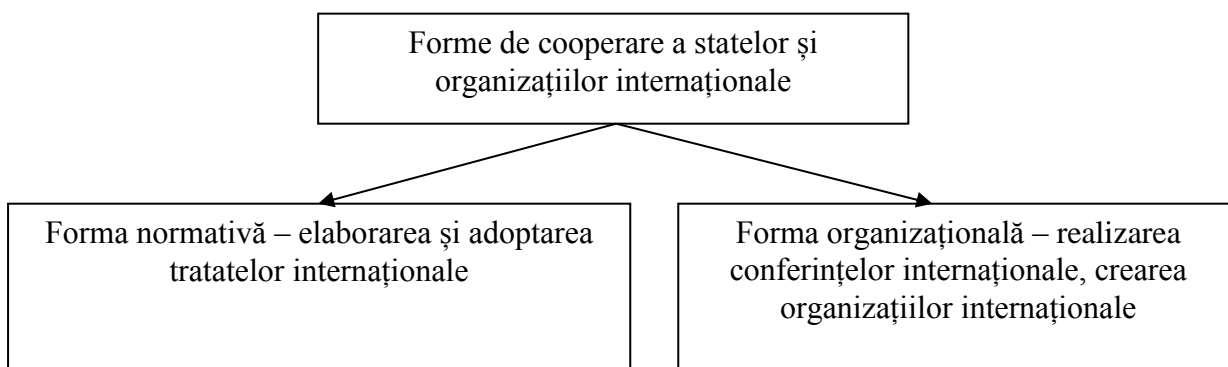 Forme de cooperare a statelor și
organizațiilor internaționale
Forma normativă – elaborarea și adoptarea
tratatelor internaționale
Forma organizațională – realizarea
conferințelor internaționale, crearea
organizațiilor internaționale